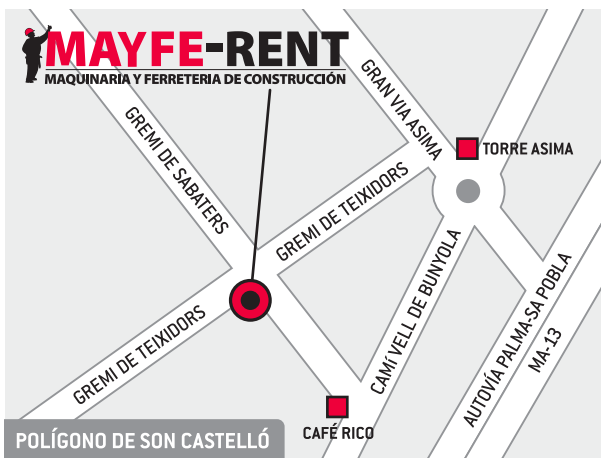 MAYFE-RENT
MAQUINARIA Y FERRETERIA DE CONSTRUCCIÓN
GRAN VIA ASIMA
TORRE ASIMA
GREMI DE SABATERS
GREMI DE TEIXIDORS
GREMI DE TEIXIDORS
CAMÍ VELL DE BUNYOLA
AUTOVÍA PALMA-SA POBLA
MA-13
CAFÉ RICO
POLÍGONO DE SON CASTELLÓ